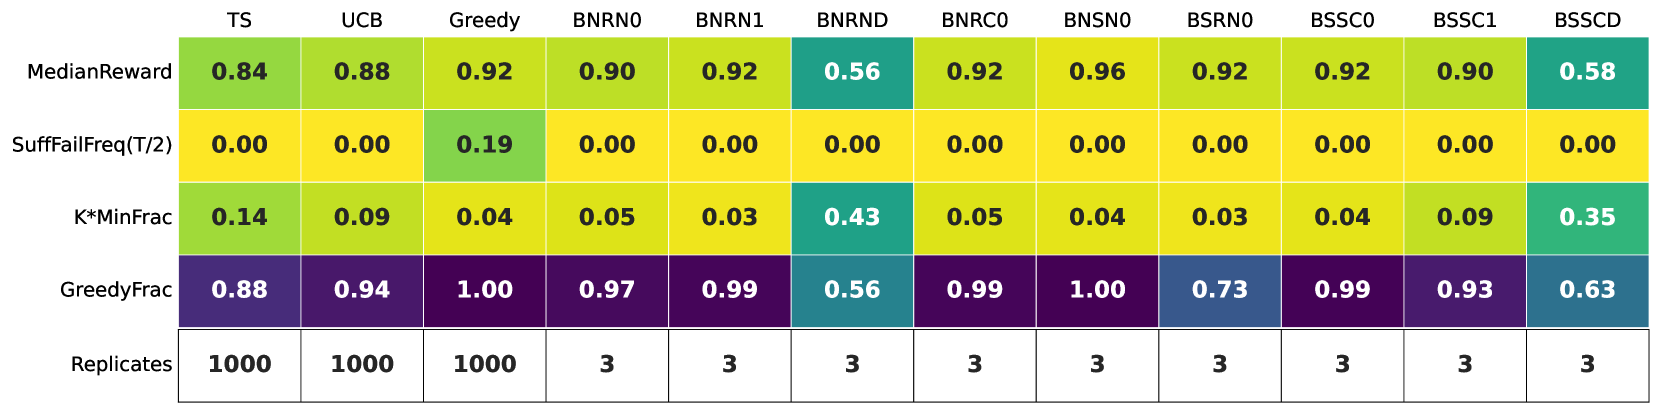 TS UCB Greedy BNRN0 BNRN1 BNRND BNRC0 BNSN0 BSRN0 BSSC0 BSSC1 BSSCD
MedianReward 0.84 0.88 0.92 0.90 0.92 0.56 0.92 0.96 0.92 0.92 0.90 0.58
SuffFailFreq(T/2) 0.00 0.00 0.19 0.00 0.00 0.00 0.00 0.00 0.00 0.00 0.00 0.00
K*MinFrac 0.14 0.09 0.04 0.05 0.03 0.43 0.05 0.04 0.03 0.04 0.09 0.35
GreedyFrac 0.88 0.94 1.00 0.97 0.99 0.56 0.99 1.00 0.73 0.99 0.93 0.63
Replicates 1000 1000 1000 3 3 3 3 3 3 3 3 3